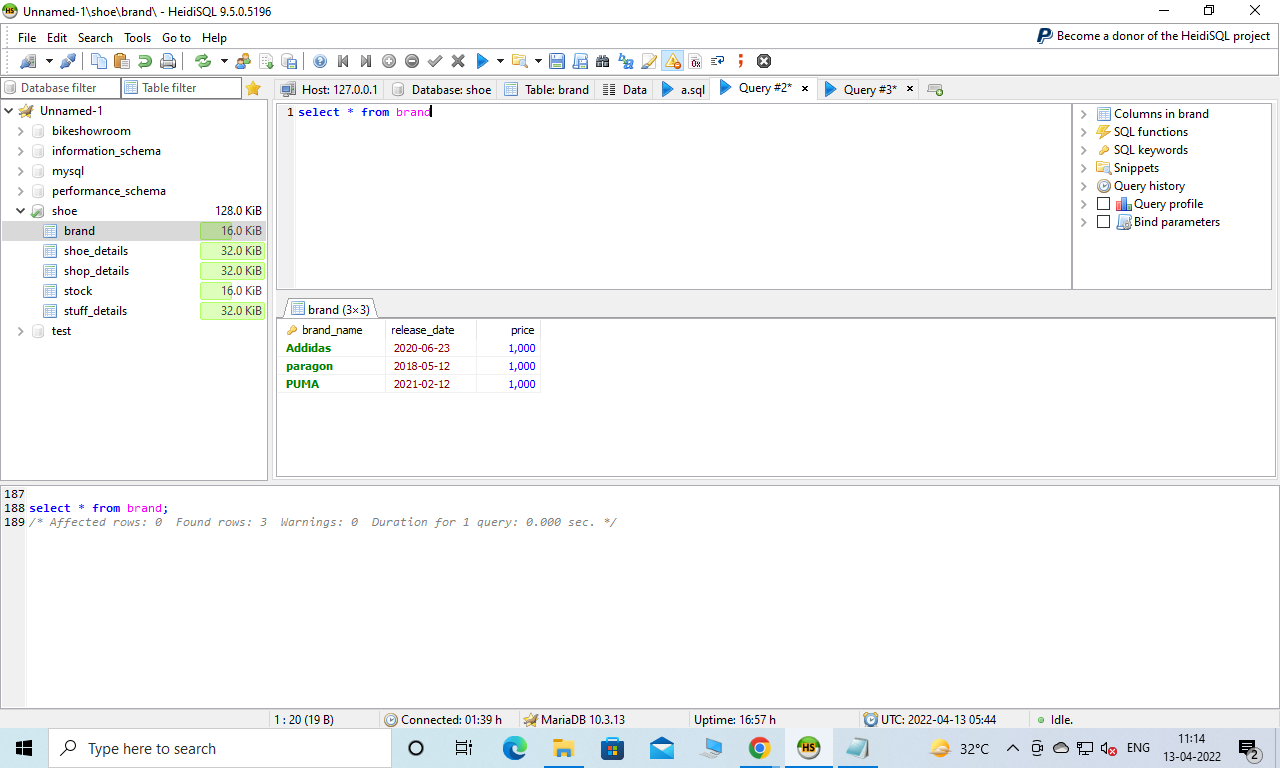 Unnamed-1\shoe\brand\ - HeidiSQL 9.5.0.5196
File Edit Search Tools Go to Help
Become a donor of the HeidiSQL project
Database filter
Table filter
Host: 127.0.0.1
Database: shoe
Table: brand
Data
a.sql
Query #2*
Query #3*
Unnamed-1
bikeshowroom
information_schema
mysql
performance_schema
shoe 128.0 KiB
brand 16.0 KiB
shoe_details 32.0 KiB
shop_details 32.0 KiB
stock 16.0 KiB
stuff_details 32.0 KiB
test
1 select * from brand
Columns in brand
SQL functions
SQL keywords
Snippets
Query history
Query profile
Bind parameters
brand (3×3)
brand_name release_date price
Addidas 2020-06-23 1,000
paragon 2018-05-12 1,000
PUMA 2021-02-12 1,000
187
188 select * from brand;
189 /* Affected rows: 0  Found rows: 3  Warnings: 0  Duration for 1 query: 0.000 sec. */
1 : 20 (19 B)
Connected: 01:39 h
MariaDB 10.3.13
Uptime: 16:57 h
UTC: 2022-04-13 05:44
Idle.
Type here to search
HS
32°C
ENG
11:14
13-04-2022
2